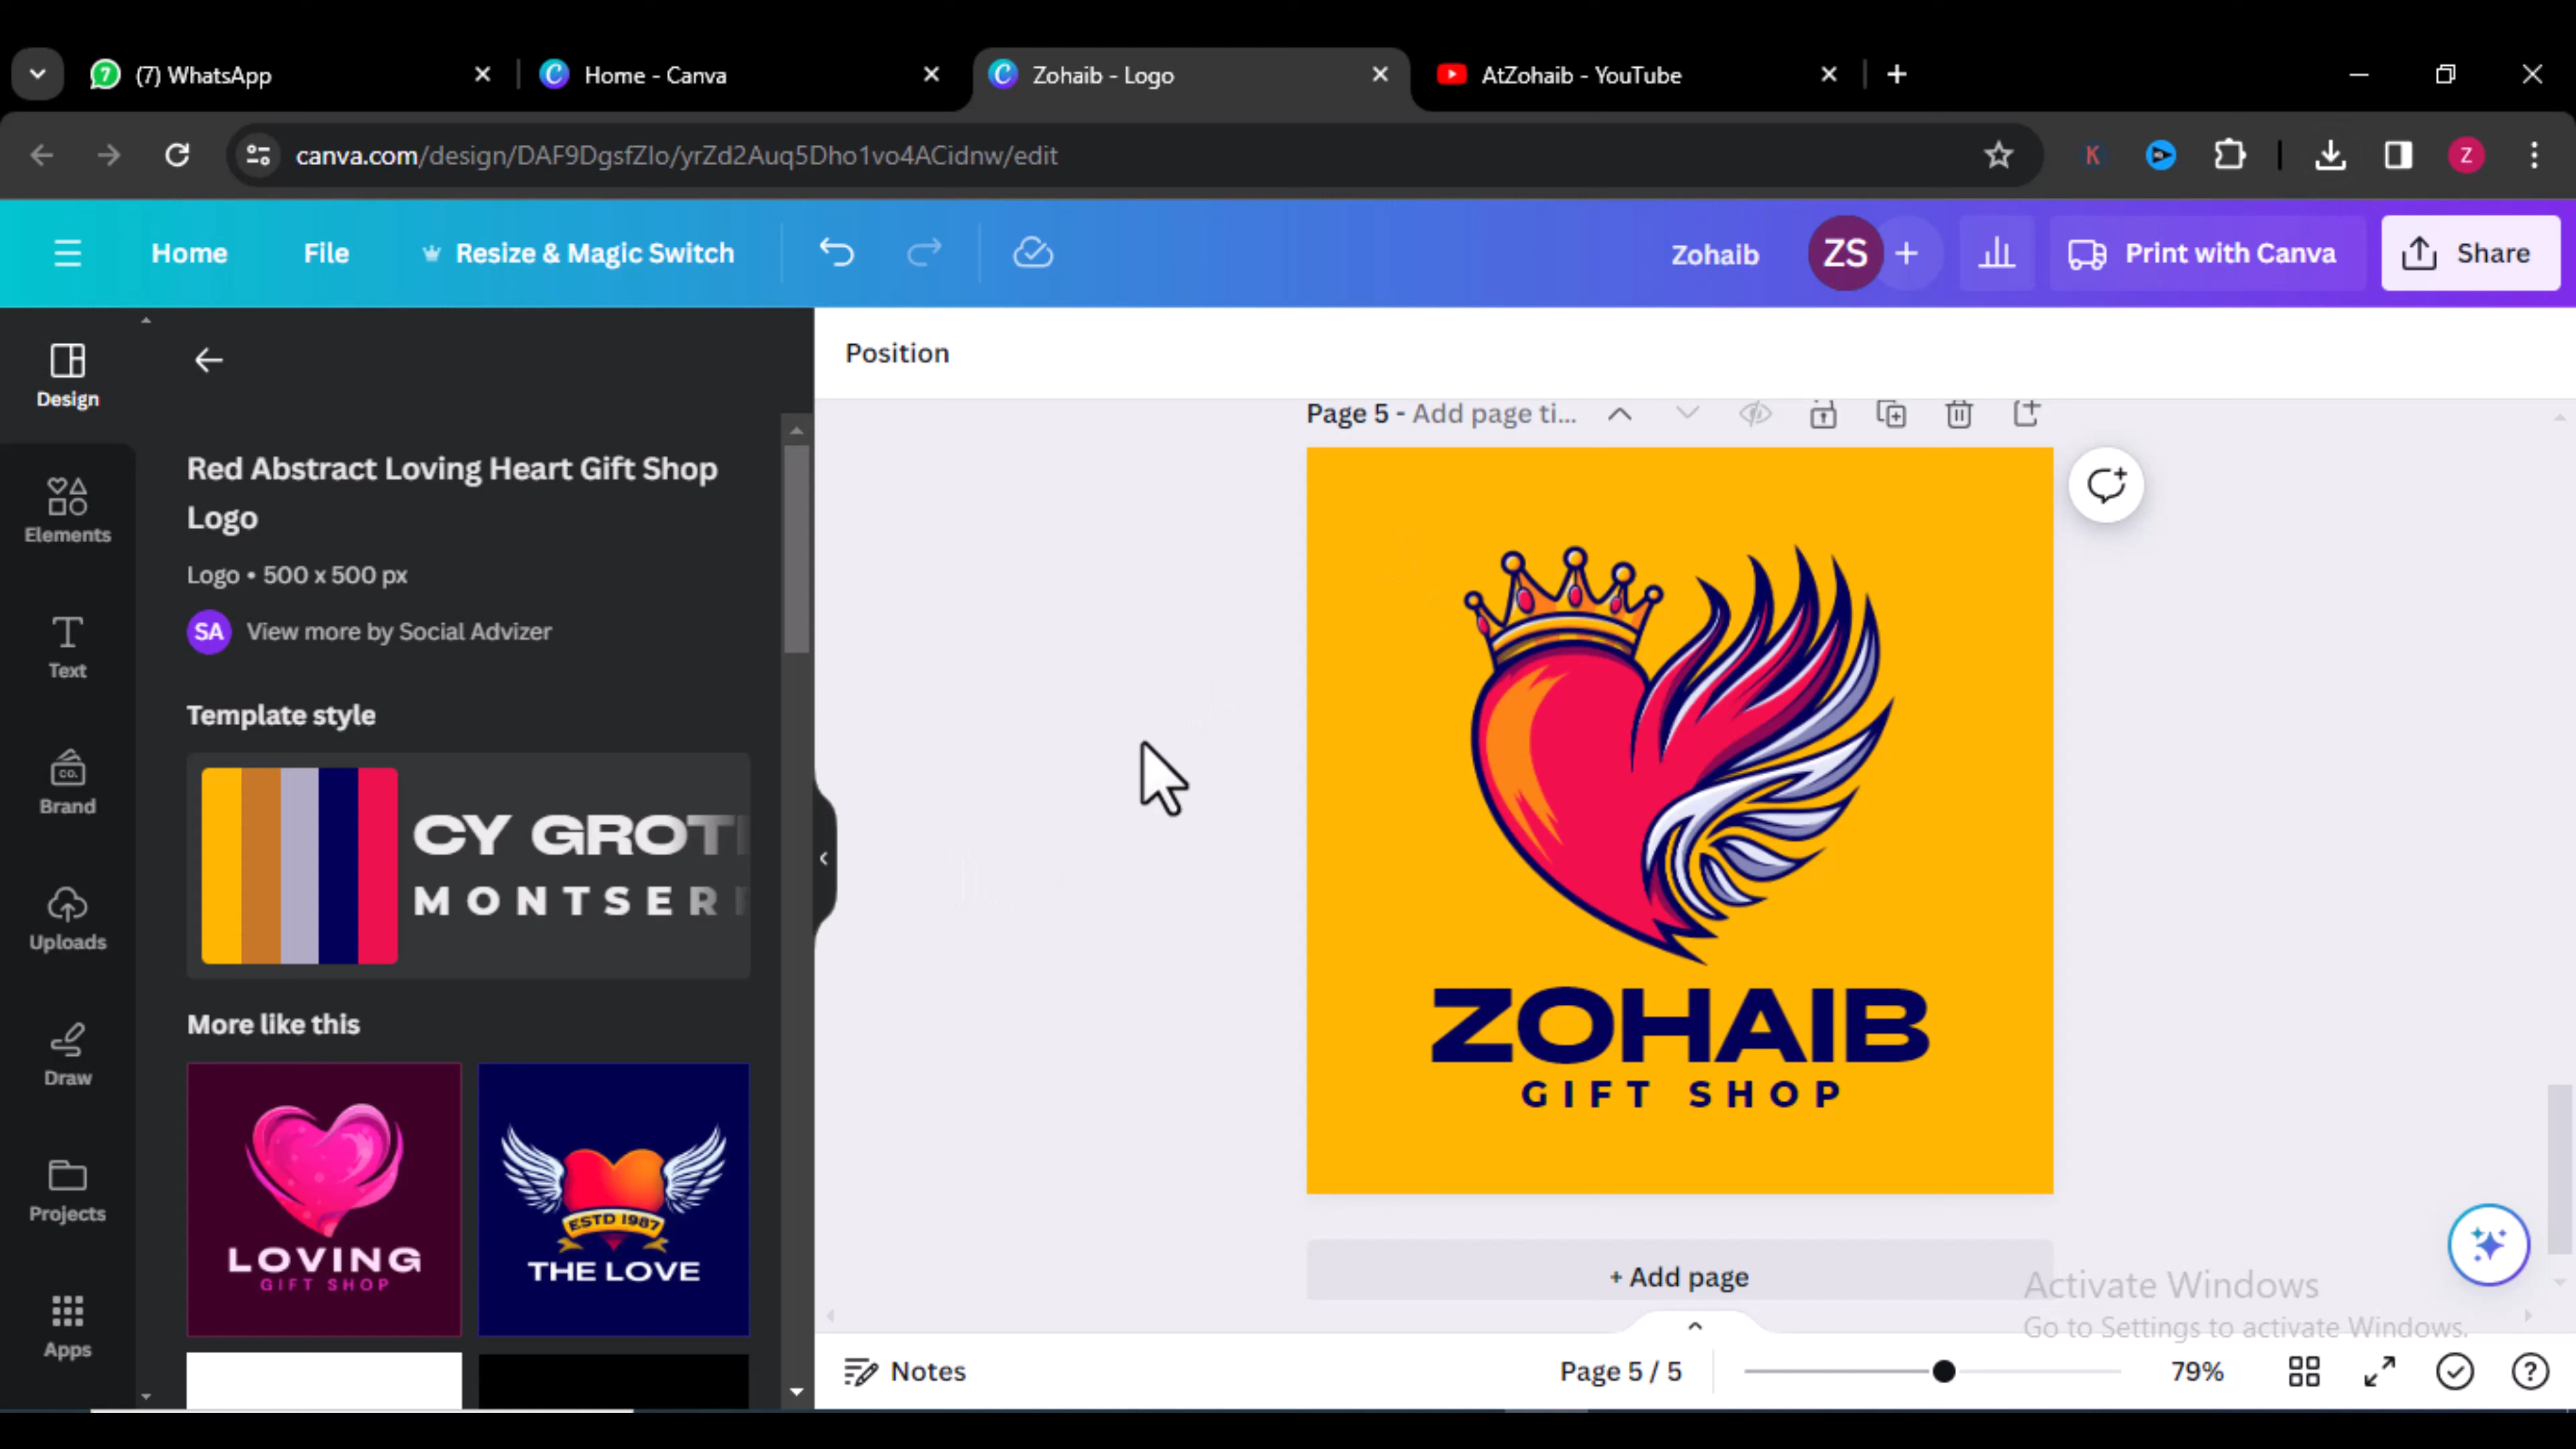 (7) WhatsApp
Home - Canva
Zohaib - Logo
AtZohaib - YouTube
canva.com/design/DAF9DgsfZlo/yrZd2Auq5Dho1vo4ACidnw/edit
K
Z
Home
File
Resize & Magic Switch
Zohaib
ZS
+
Print with Canva
Share
Design
Elements
Text
CO.
Brand
Uploads
Draw
Projects
Apps
Red Abstract Loving Heart Gift Shop
Logo
Logo • 500 x 500 px
SA
View more by Social Advizer
Template style
CY GROT
MONTSER
More like this
LOVING
GIFT SHOP
ESTD 1987
THE LOVE
Position
Page 5 - Add page ti...
ZOHAIB
GIFT SHOP
+ Add page
Activate Windows
Go to Settings to activate Windows.
Notes
Page 5 / 5
79%